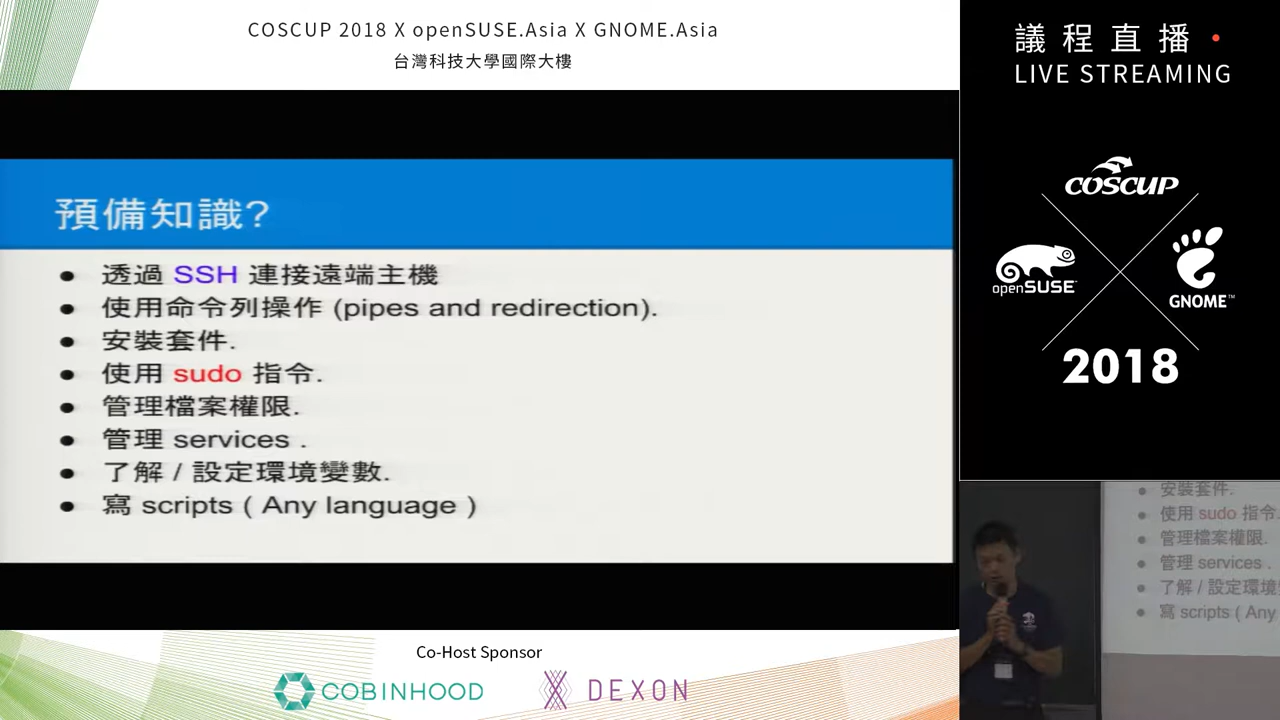 COSCUP 2018 X openSUSE.Asia X GNOME.Asia
台灣科技大學國際大樓
議程直播
LIVE STREAMING
COSCUP
openSUSE
GNOME™
2018
預備知識?
● 透過 SSH 連接遠端主機
● 使用命令列操作 (pipes and redirection).
● 安裝套件.
● 使用 sudo 指令.
● 管理檔案權限.
● 管理 services .
● 了解 / 設定環境變數.
● 寫 scripts ( Any language )
● 安裝套件.
● 使用 sudo 指令.
● 管理檔案權限.
● 管理 services .
● 了解 / 設定環境
● 寫 scripts ( Any
Co-Host Sponsor
COBINHOOD
DEXON